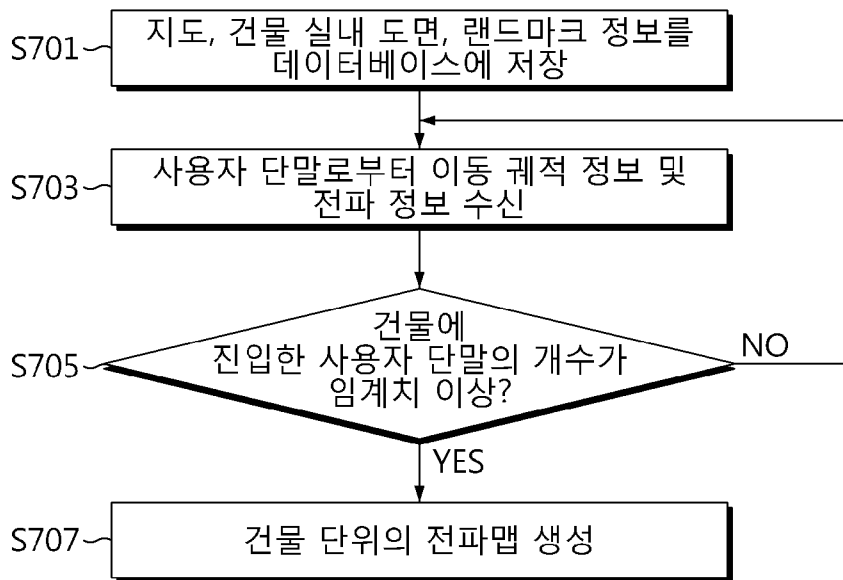 S701
지도, 건물 실내 도면, 랜드마크 정보를
데이터베이스에 저장
S703
사용자 단말로부터 이동 궤적 정보 및
전파 정보 수신
건물에
S705
진입한 사용자 단말의 개수가
임계치 이상?
NO
YES
S707
건물 단위의 전파맵 생성